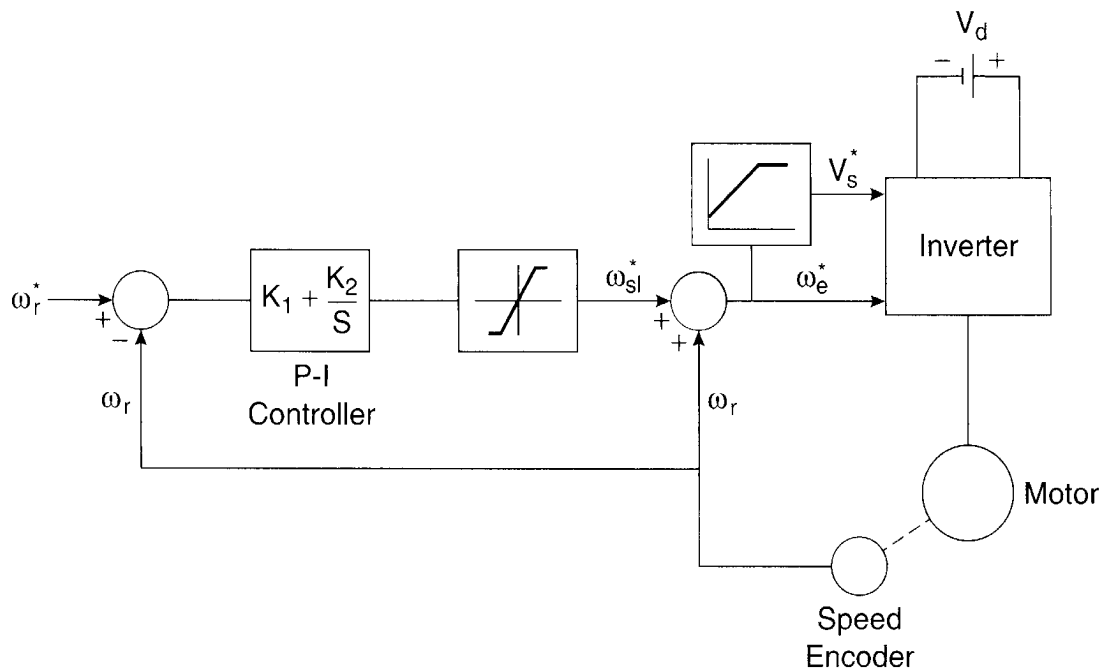 V_d
− +
V_s^*
Inverter
ω_r^*
+
−
K_1 + K_2/S
ω_sl^*
+
+
ω_e^*
P-I
Controller
ω_r
ω_r
Motor
Speed
Encoder